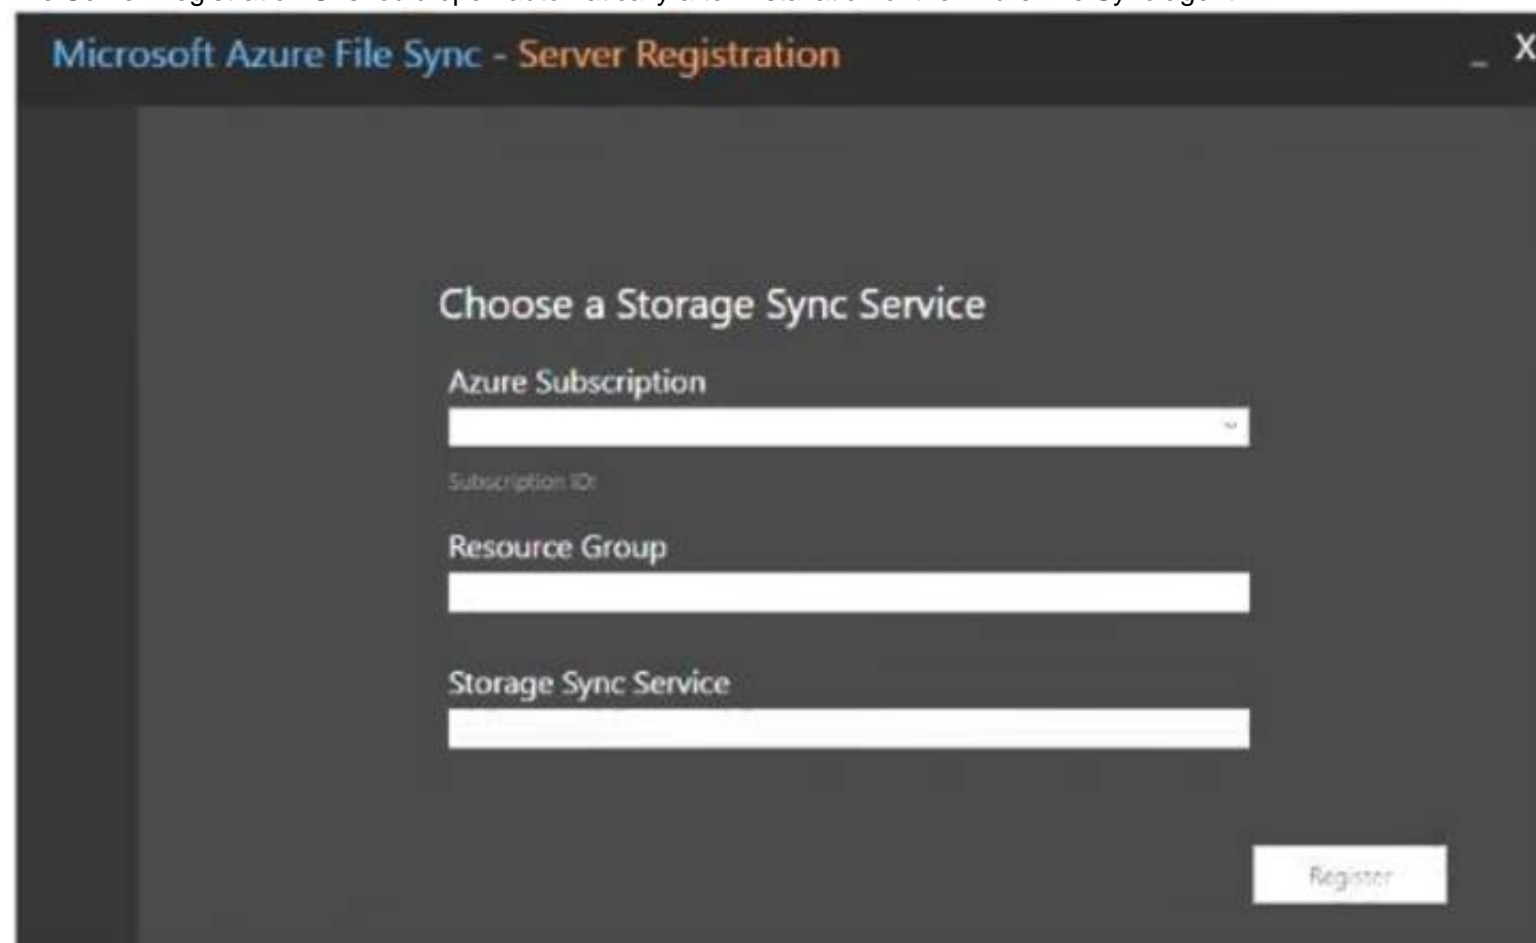 Microsoft Azure File Sync - Server Registration
_ X
Choose a Storage Sync Service
Azure Subscription
Subscription ID:
Resource Group
Storage Sync Service
Register